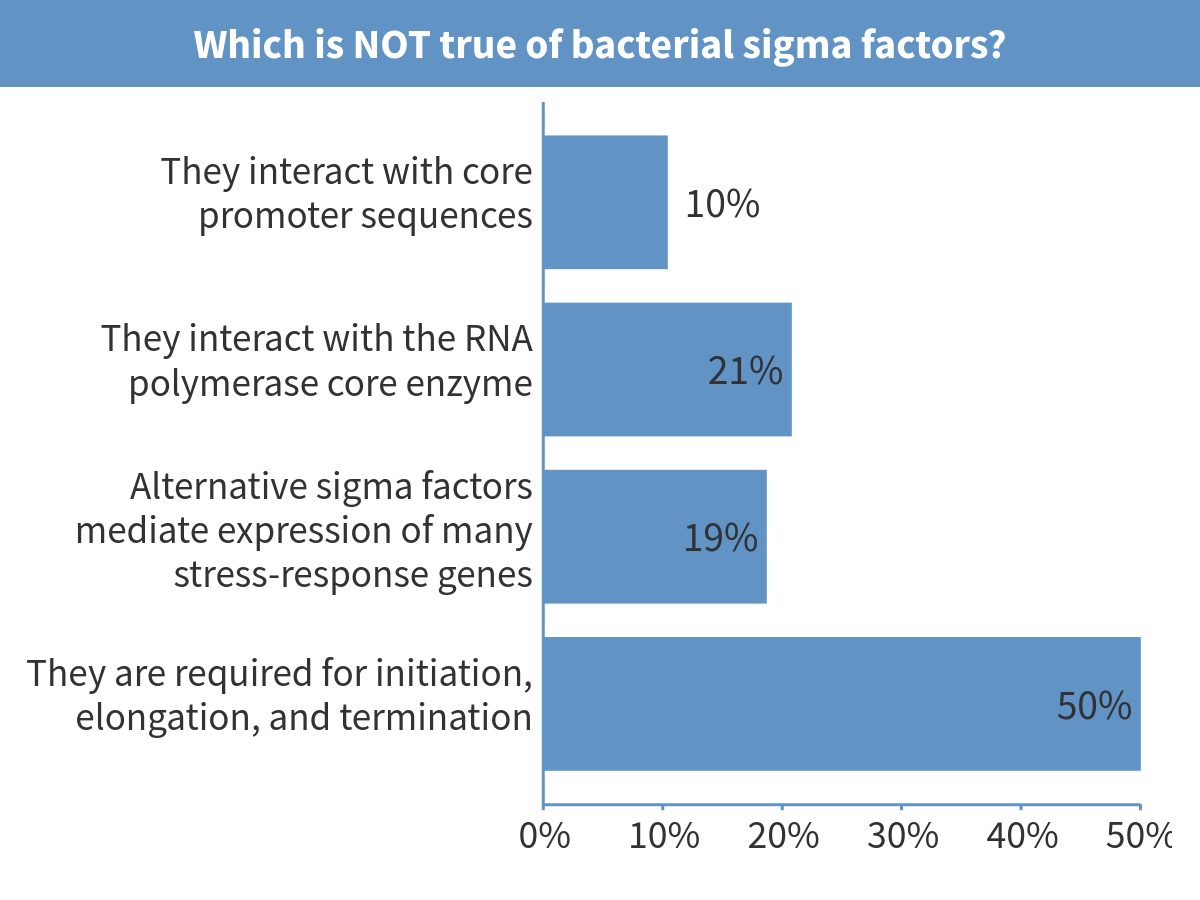 Which is NOT true of bacterial sigma factors?
They interact with core
promoter sequences
10%
They interact with the RNA
polymerase core enzyme
21%
Alternative sigma factors
mediate expression of many
stress-response genes
19%
They are required for initiation,
elongation, and termination
50%
0% 10% 20% 30% 40% 50%